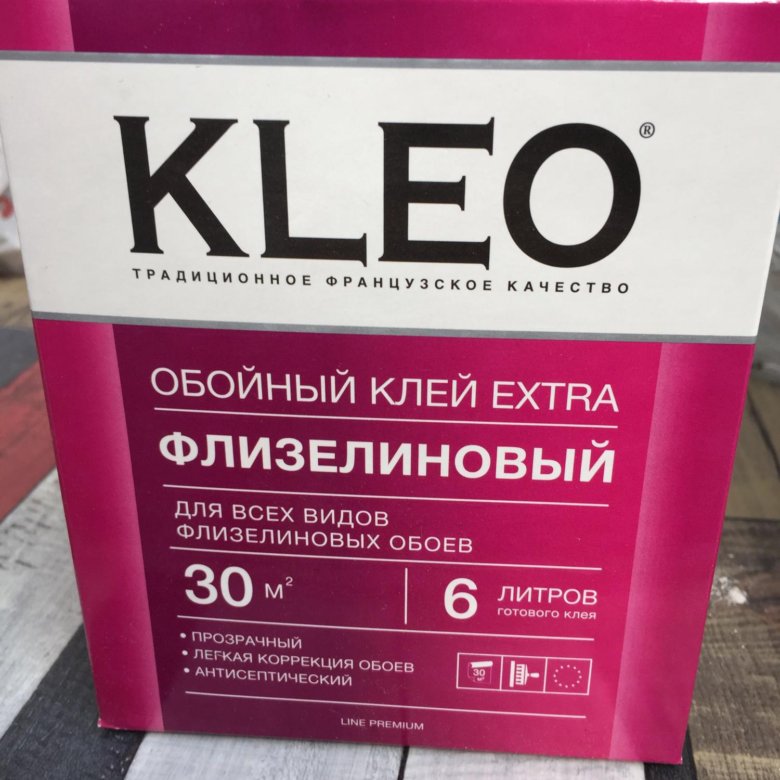 KLEO®
ТРАДИЦИОННОЕ ФРАНЦУЗСКОЕ КАЧЕСТВО
ОБОЙНЫЙ КЛЕЙ EXTRA
ФЛИЗЕЛИНОВЫЙ
ДЛЯ ВСЕХ ВИДОВ
ФЛИЗЕЛИНОВЫХ ОБОЕВ
30 м² 6 ЛИТРОВ
готового клея
• ПРОЗРАЧНЫЙ
• ЛЕГКАЯ КОРРЕКЦИЯ ОБОЕВ
• АНТИСЕПТИЧЕСКИЙ
30
м²
LINE PREMIUM